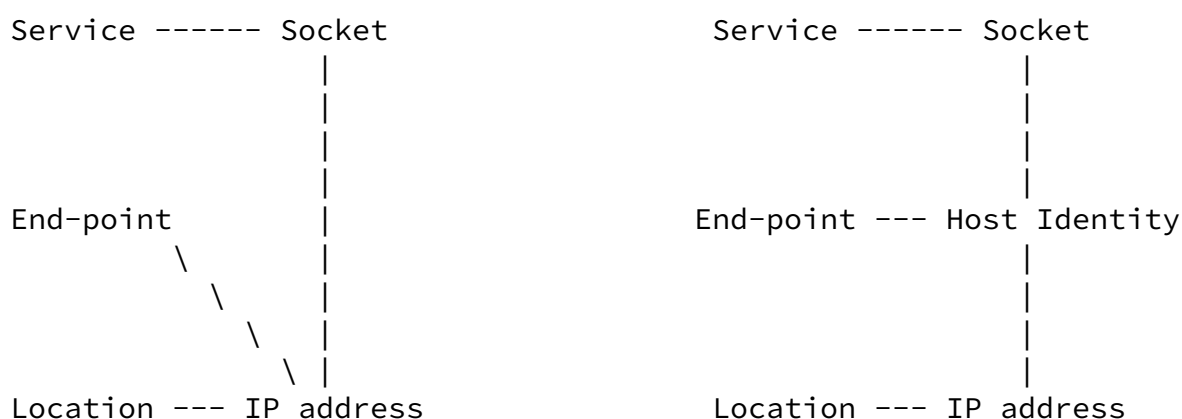 Service ------ Socket                  Service ------ Socket
                 |                                      |
                 |                                      |
                 |                                      |
                 |                                      |
End-point        |                    End-point --- Host Identity
         \       |                                      |
           \     |                                      |
             \   |                                      |
               \ |                                      |
Location --- IP address                Location --- IP address